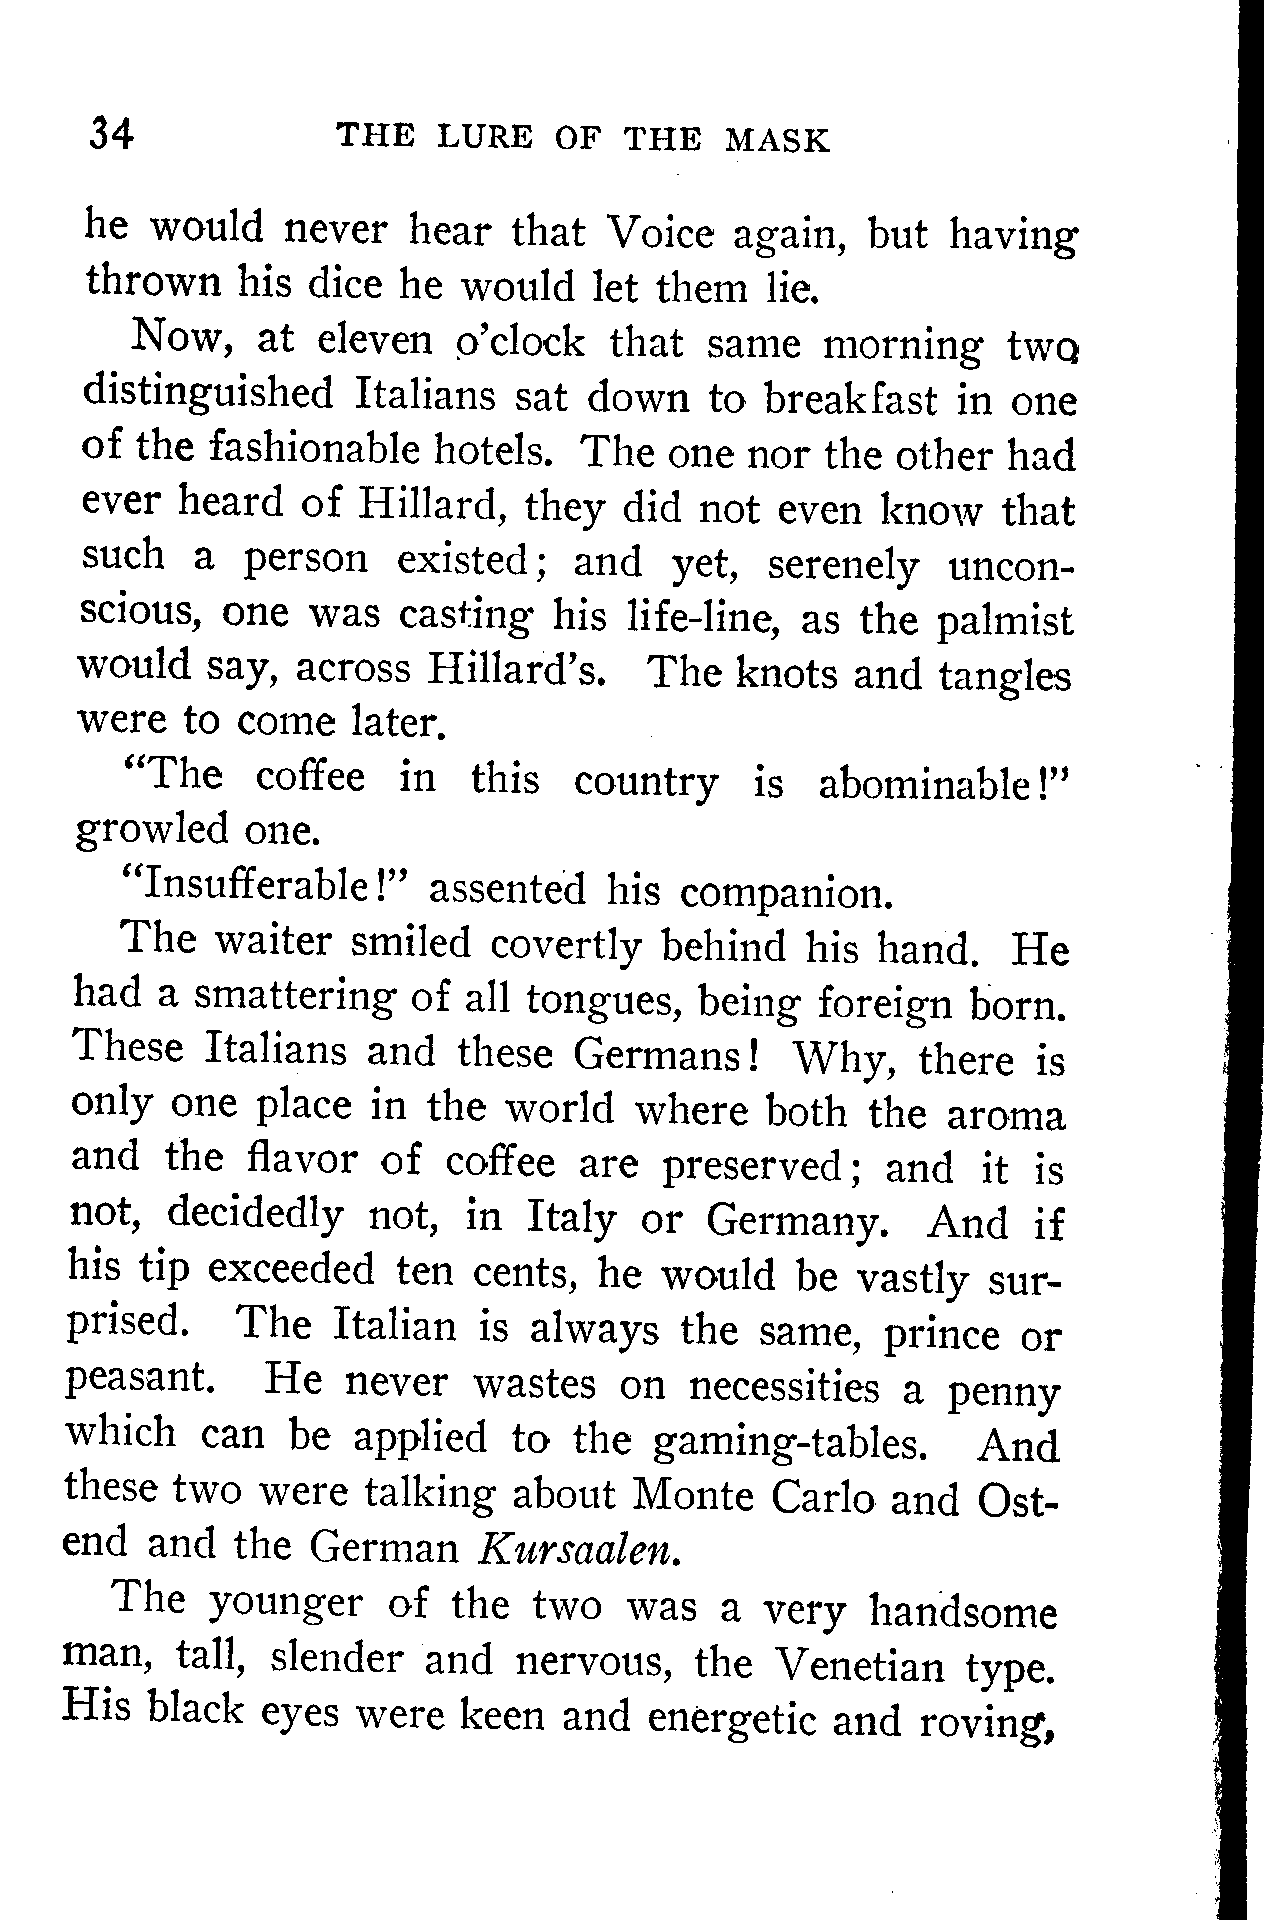 34 THE LURE OF THE MASK
he would never hear that Voice again, but having
thrown his dice he would let them lie.
Now, at eleven o'clock that same morning two
distinguished Italians sat down to breakfast in one
of the fashionable hotels. The one nor the other had
ever heard of Hillard, they did not even know that
such a person existed; and yet, serenely uncon-
scious, one was casting his life-line, as the palmist
would say, across Hillard's. The knots and tangles
were to come later.
"The coffee in this country is abominable!"
growled one.
"Insufferable!" assented his companion.
The waiter smiled covertly behind his hand. He
had a smattering of all tongues, being foreign born.
These Italians and these Germans! Why, there is
only one place in the world where both the aroma
and the flavor of coffee are preserved; and it is
not, decidedly not, in Italy or Germany. And if
his tip exceeded ten cents, he would be vastly sur-
prised. The Italian is always the same, prince or
peasant. He never wastes on necessities a penny
which can be applied to the gaming-tables. And
these two were talking about Monte Carlo and Ost-
end and the German Kursaalen.
The younger of the two was a very handsome
man, tall, slender and nervous, the Venetian type.
His black eyes were keen and energetic and roving,